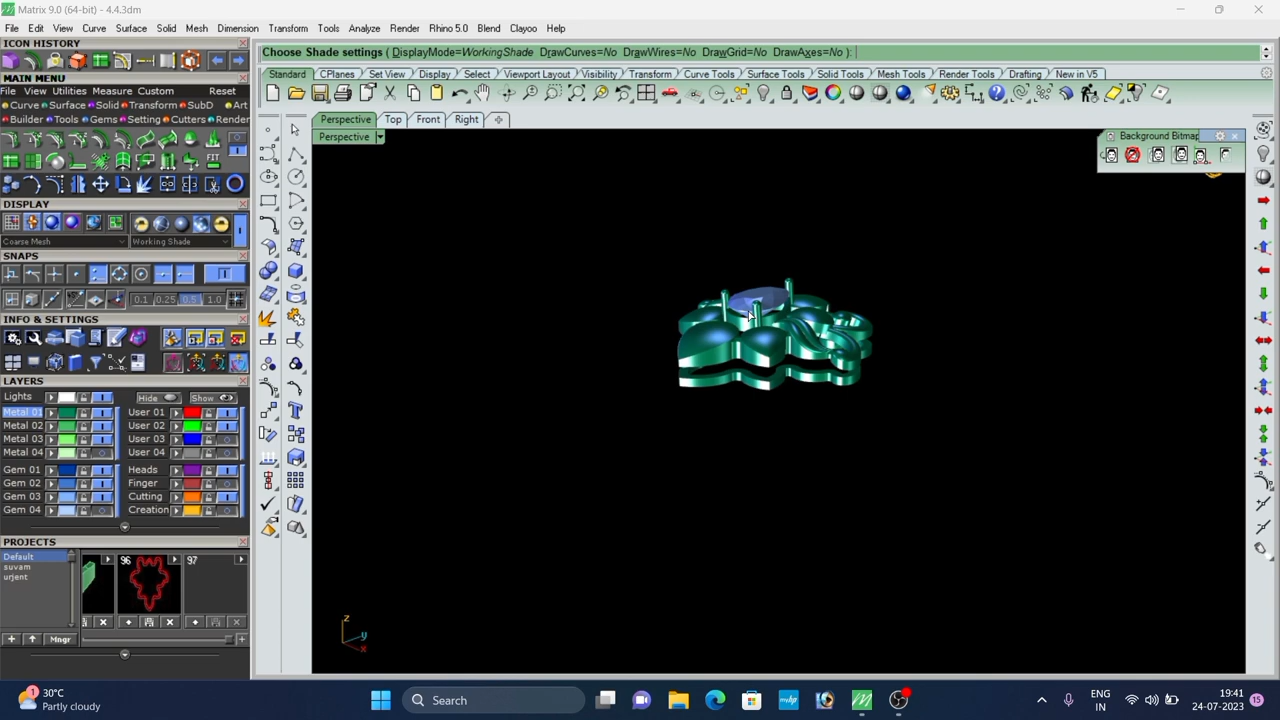 Matrix 9.0 (64-bit) - 4.4.3dm
File Edit View Curve Surface Solid Mesh Dimension Transform Tools Analyze Render Rhino 5.0 Blend Clayoo Help
ICON HISTORY
Choose Shade settings ( DisplayMode=WorkingShade DrawCurves=No DrawWires=No DrawGrid=No DrawAxes=No ):
MAIN MENU
Standard CPlanes Set View Display Select Viewport Layout Visibility Transform Curve Tools Surface Tools Solid Tools Mesh Tools Render Tools Drafting New in V5
File View Utilities Measure Custom Reset
Curve Surface Solid Transform SubD Art
Builder Tools Gems Setting Cutters Render
Perspective Top Front Right
Perspective
Background Bitmap
FIT
DISPLAY
Coarse Mesh Working Shade
SNAPS
0.1 0.25 0.5 1.0
INFO & SETTINGS
LAYERS
Lights Hide Show
Metal 01 User 01
Metal 02 User 02
Metal 03 User 03
Metal 04 User 04
Gem 01 Heads
Gem 02 Finger
Gem 03 Cutting
Gem 04 Creation
PROJECTS
Default 96 97
suvam
urjent
Mngr
z
y
x
1
30°C
Partly cloudy
Search
ENG
IN
19:41
24-07-2023
15